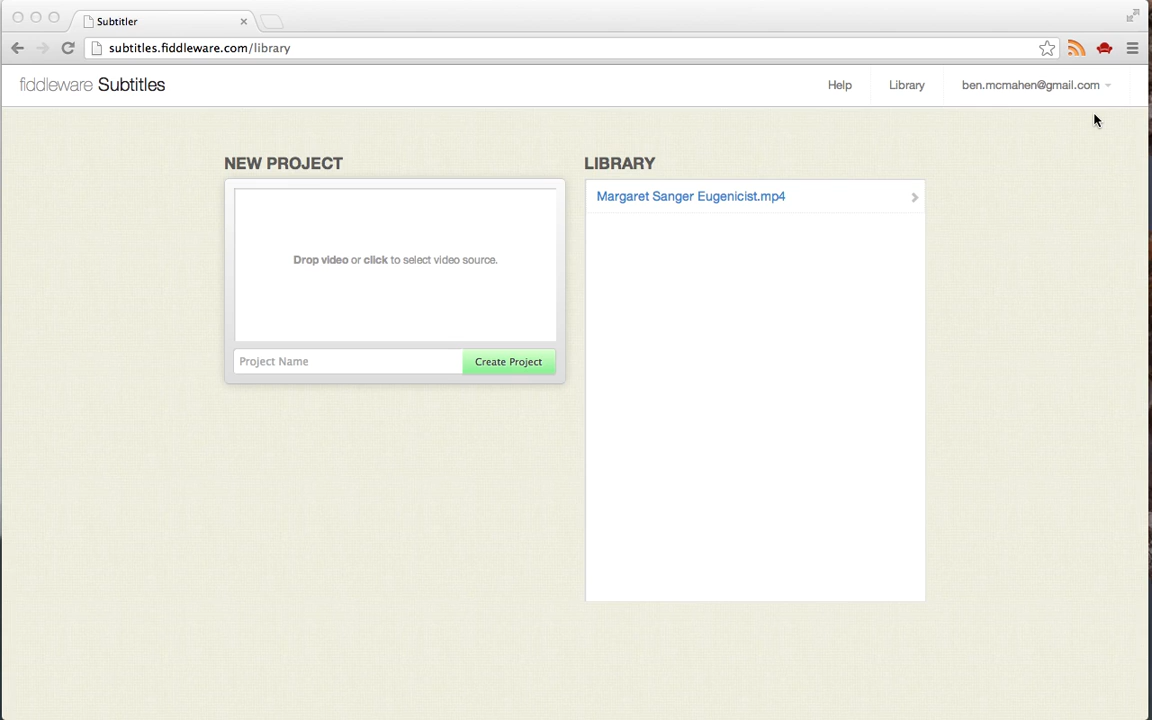 Subtitler
subtitles.fiddleware.com/library
fiddleware Subtitles
Help
Library
ben.mcmahen@gmail.com
NEW PROJECT
Drop video or click to select video source.
Project Name
Create Project
LIBRARY
Margaret Sanger Eugenicist.mp4